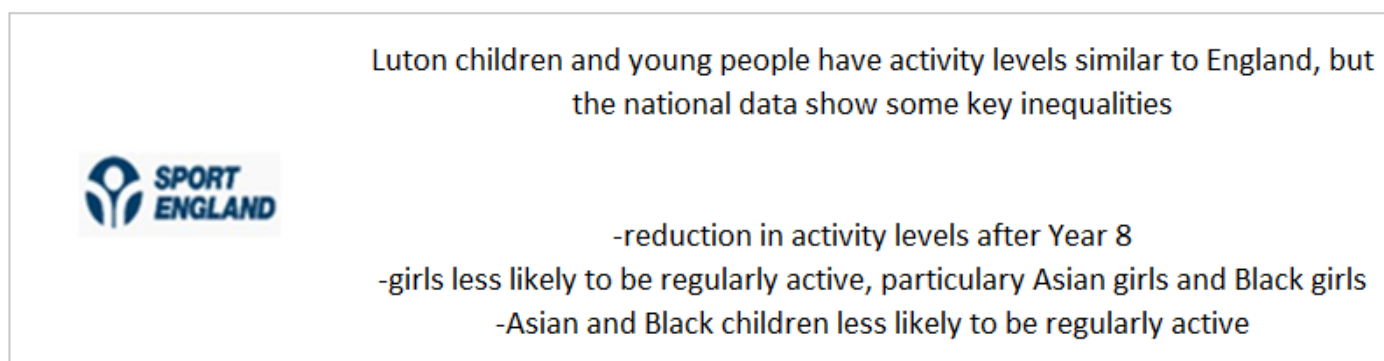 Luton children and young people have activity levels similar to England, but
the national data show some key inequalities
SPORT
ENGLAND
-reduction in activity levels after Year 8
-girls less likely to be regularly active, particulary Asian girls and Black girls
-Asian and Black children less likely to be regularly active